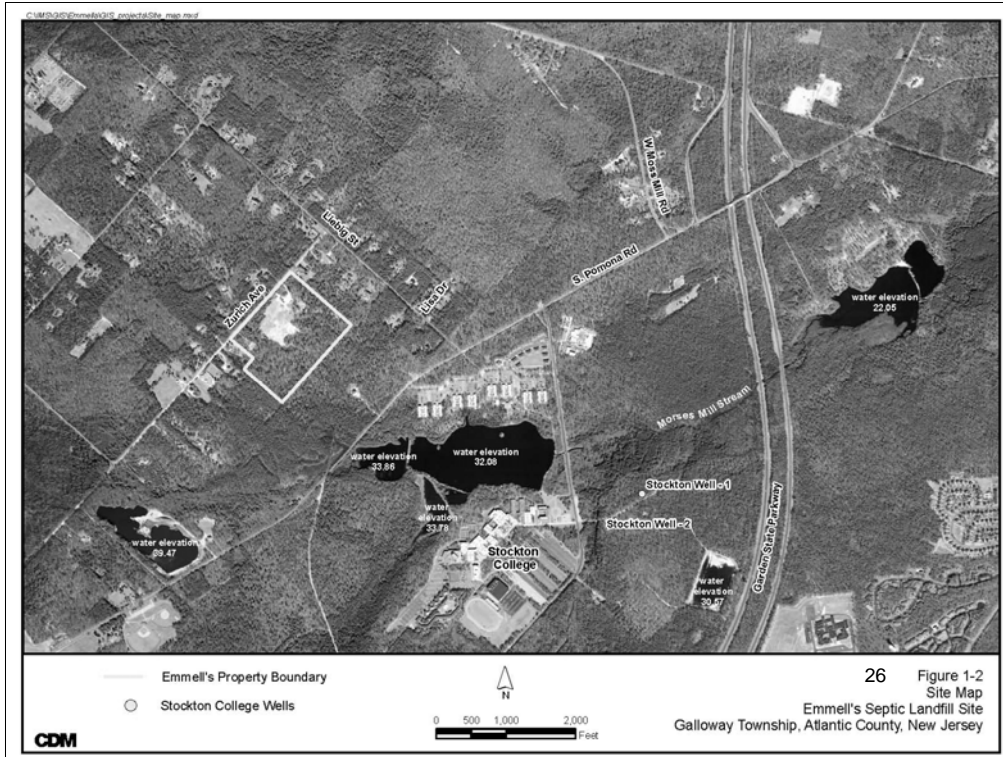 C:\IMS\GIS\Emmells\GIS_projects\Site_map.mxd
W Moss Mill Rd
Liebig St
S. Pomona Rd
Zurich Ave
Liea Dr
water elevation
22.05
Morses Mill Stream
water elevation
33.86
water elevation
32.08
Stockton Well - 1
water
elevation
33.78
Stockton Well - 2
Garden State Parkway
water elevation
39.47
Stockton
College
water
elevation
30.57
Emmell's Property Boundary
Stockton College Wells
N
0 500 1,000 2,000
Feet
26
Figure 1-2
Site Map
Emmell's Septic Landfill Site
Galloway Township, Atlantic County, New Jersey
CDM